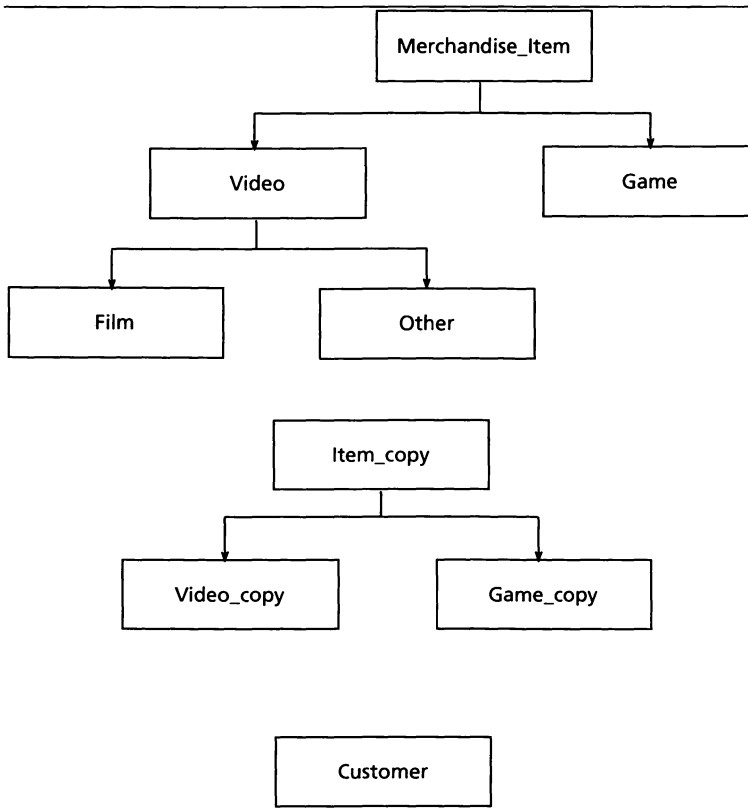 Merchandise_Item
Video
Game
Film
Other
Item_copy
Video_copy
Game_copy
Customer